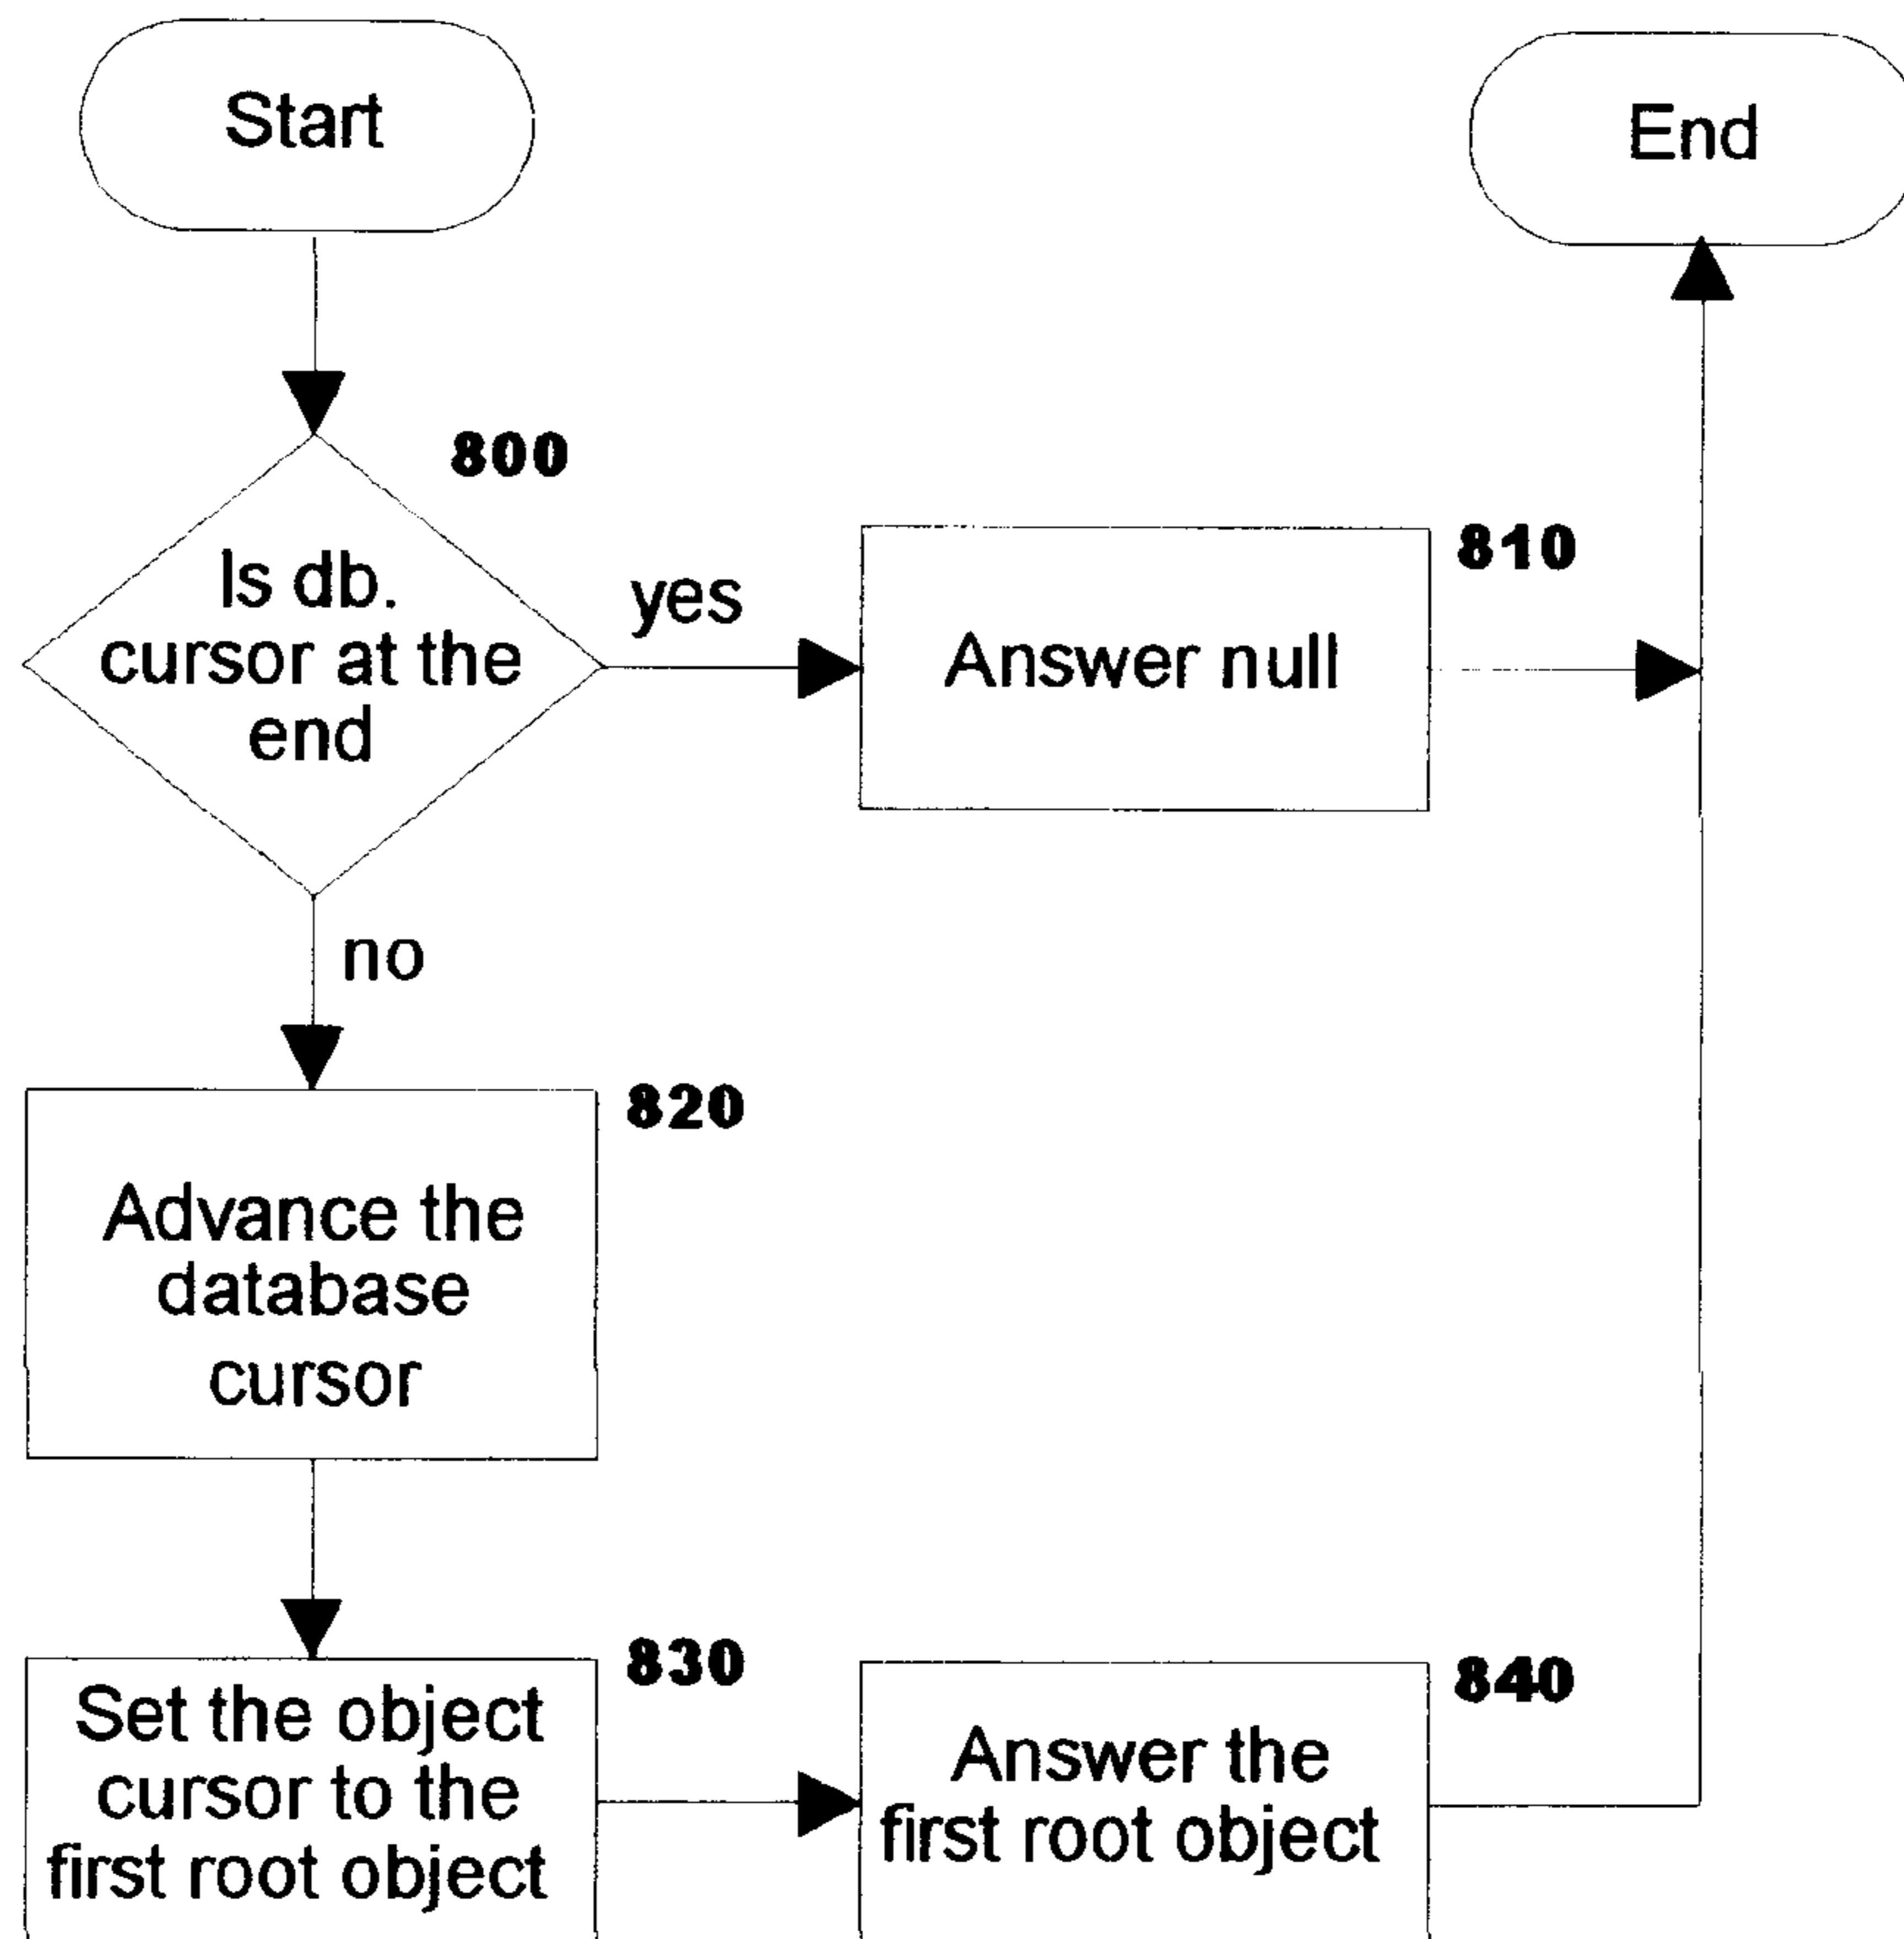 Start
End
800
Is db.
cursor at the
end
yes
810
Answer null
no
820
Advance the
database
cursor
830
Set the object
cursor to the
first root object
840
Answer the
first root object